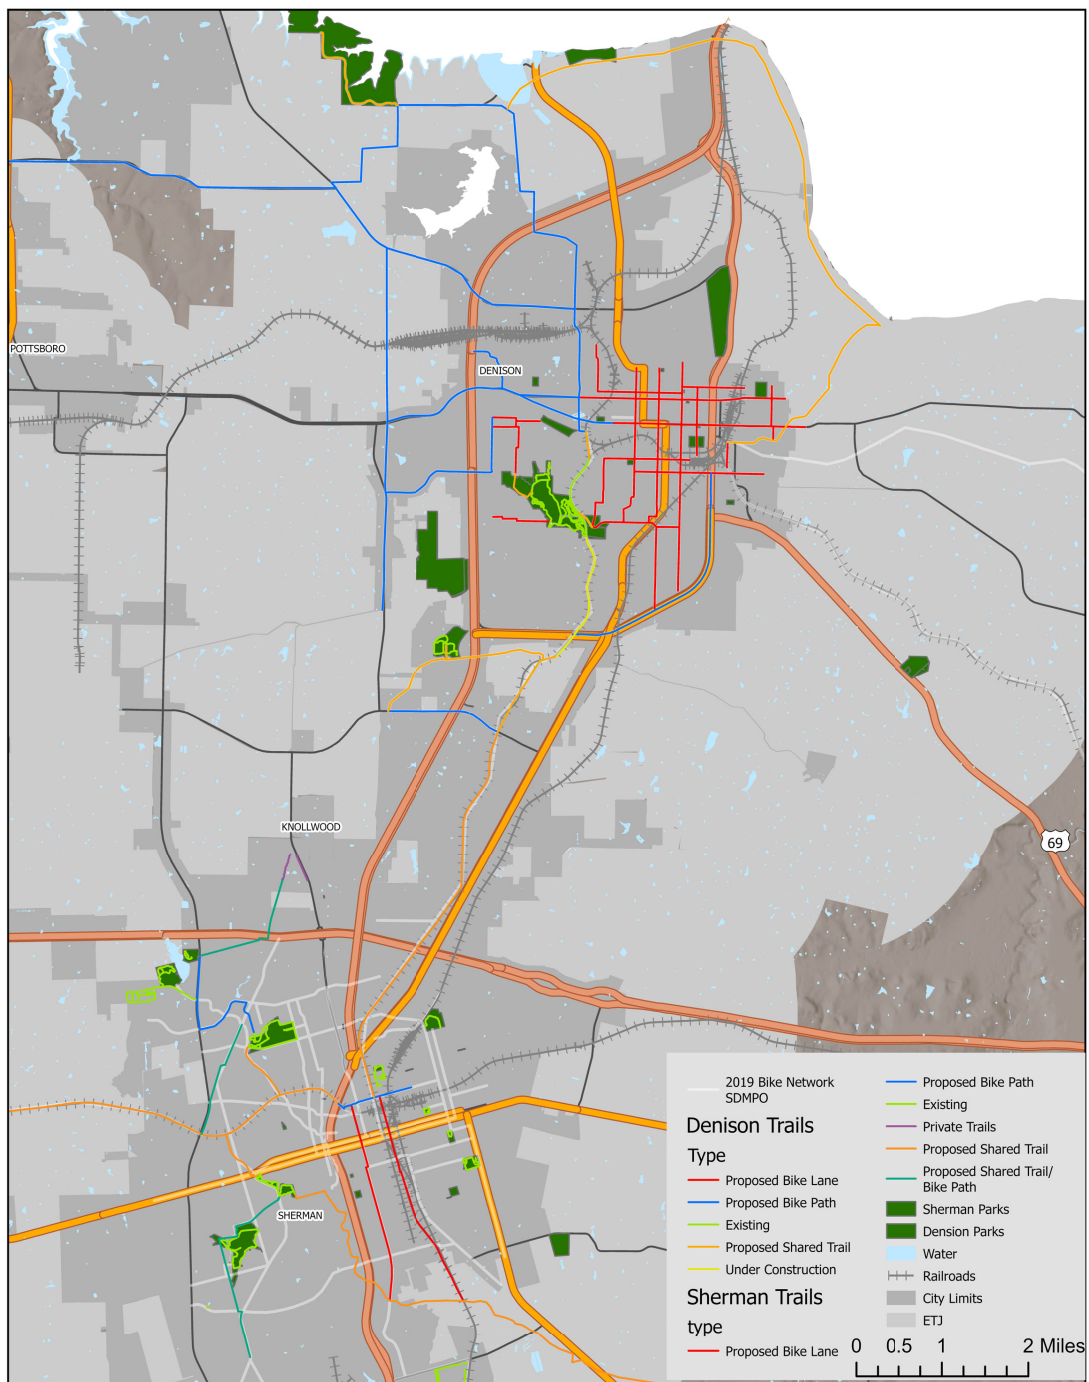 POTTSBORO
DENISON
KNOLLWOOD
69
SHERMAN
2019 Bike Network
SDMPO
Denison Trails
Type
Proposed Bike Lane
Proposed Bike Path
Existing
Proposed Shared Trail
Under Construction
Sherman Trails
type
Proposed Bike Lane
Proposed Bike Path
Existing
Private Trails
Proposed Shared Trail
Proposed Shared Trail/
Bike Path
Sherman Parks
Dension Parks
Water
Railroads
City Limits
ETJ
0 0.5 1 2 Miles